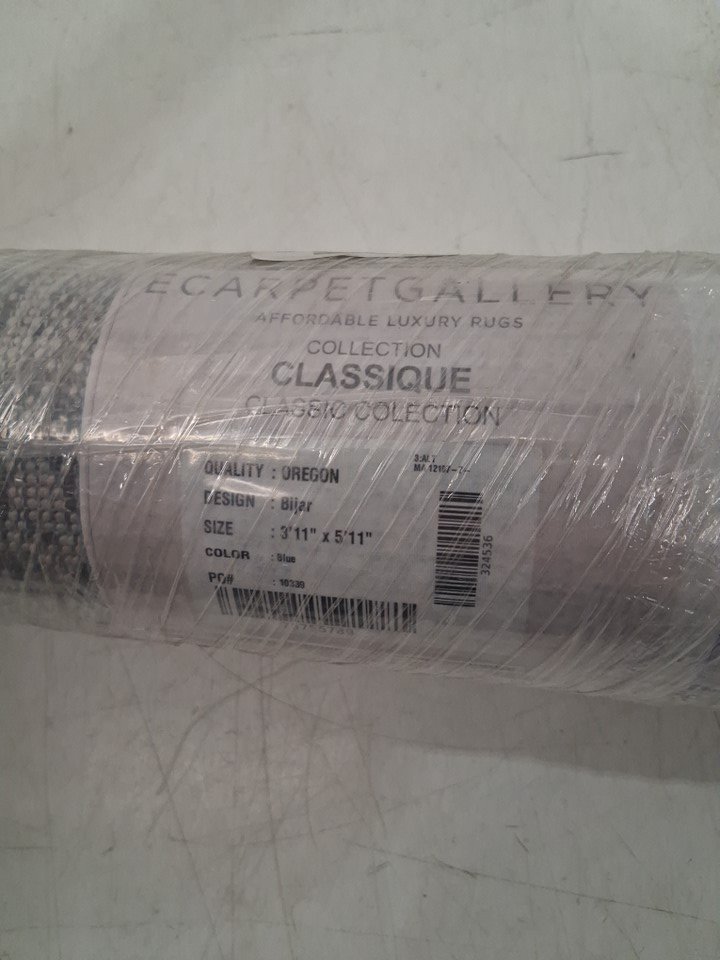 ECARPETGALLERY
AFFORDABLE LUXURY RUGS
COLLECTION
CLASSIQUE
CLASSIC COLECTION
QUALITY : OREGON
DESIGN : Bijar
SIZE : 3'11" x 5'11"
COLOR : Blue
PO# : 10330
324536